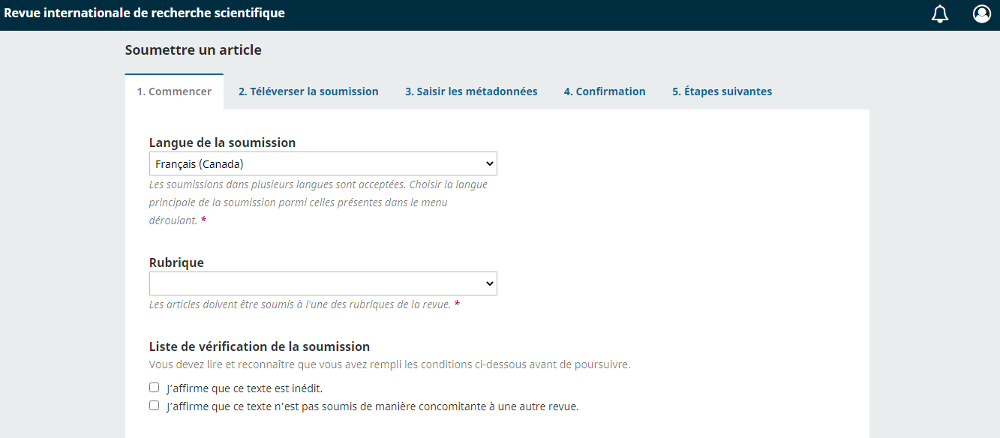 Revue internationale de recherche scientifique
Soumettre un article
1. Commencer 2. Téléverser la soumission 3. Saisir les métadonnées 4. Confirmation 5. Étapes suivantes
Langue de la soumission
Français (Canada)
Les soumissions dans plusieurs langues sont acceptées. Choisir la langue
principale de la soumission parmi celles présentes dans le menu
déroulant. *
Rubrique
Les articles doivent être soumis à l'une des rubriques de la revue. *
Liste de vérification de la soumission
Vous devez lire et reconnaître que vous avez rempli les conditions ci-dessous avant de poursuivre.
J’affirme que ce texte est inédit.
J’affirme que ce texte n’est pas soumis de manière concomitante à une autre revue.